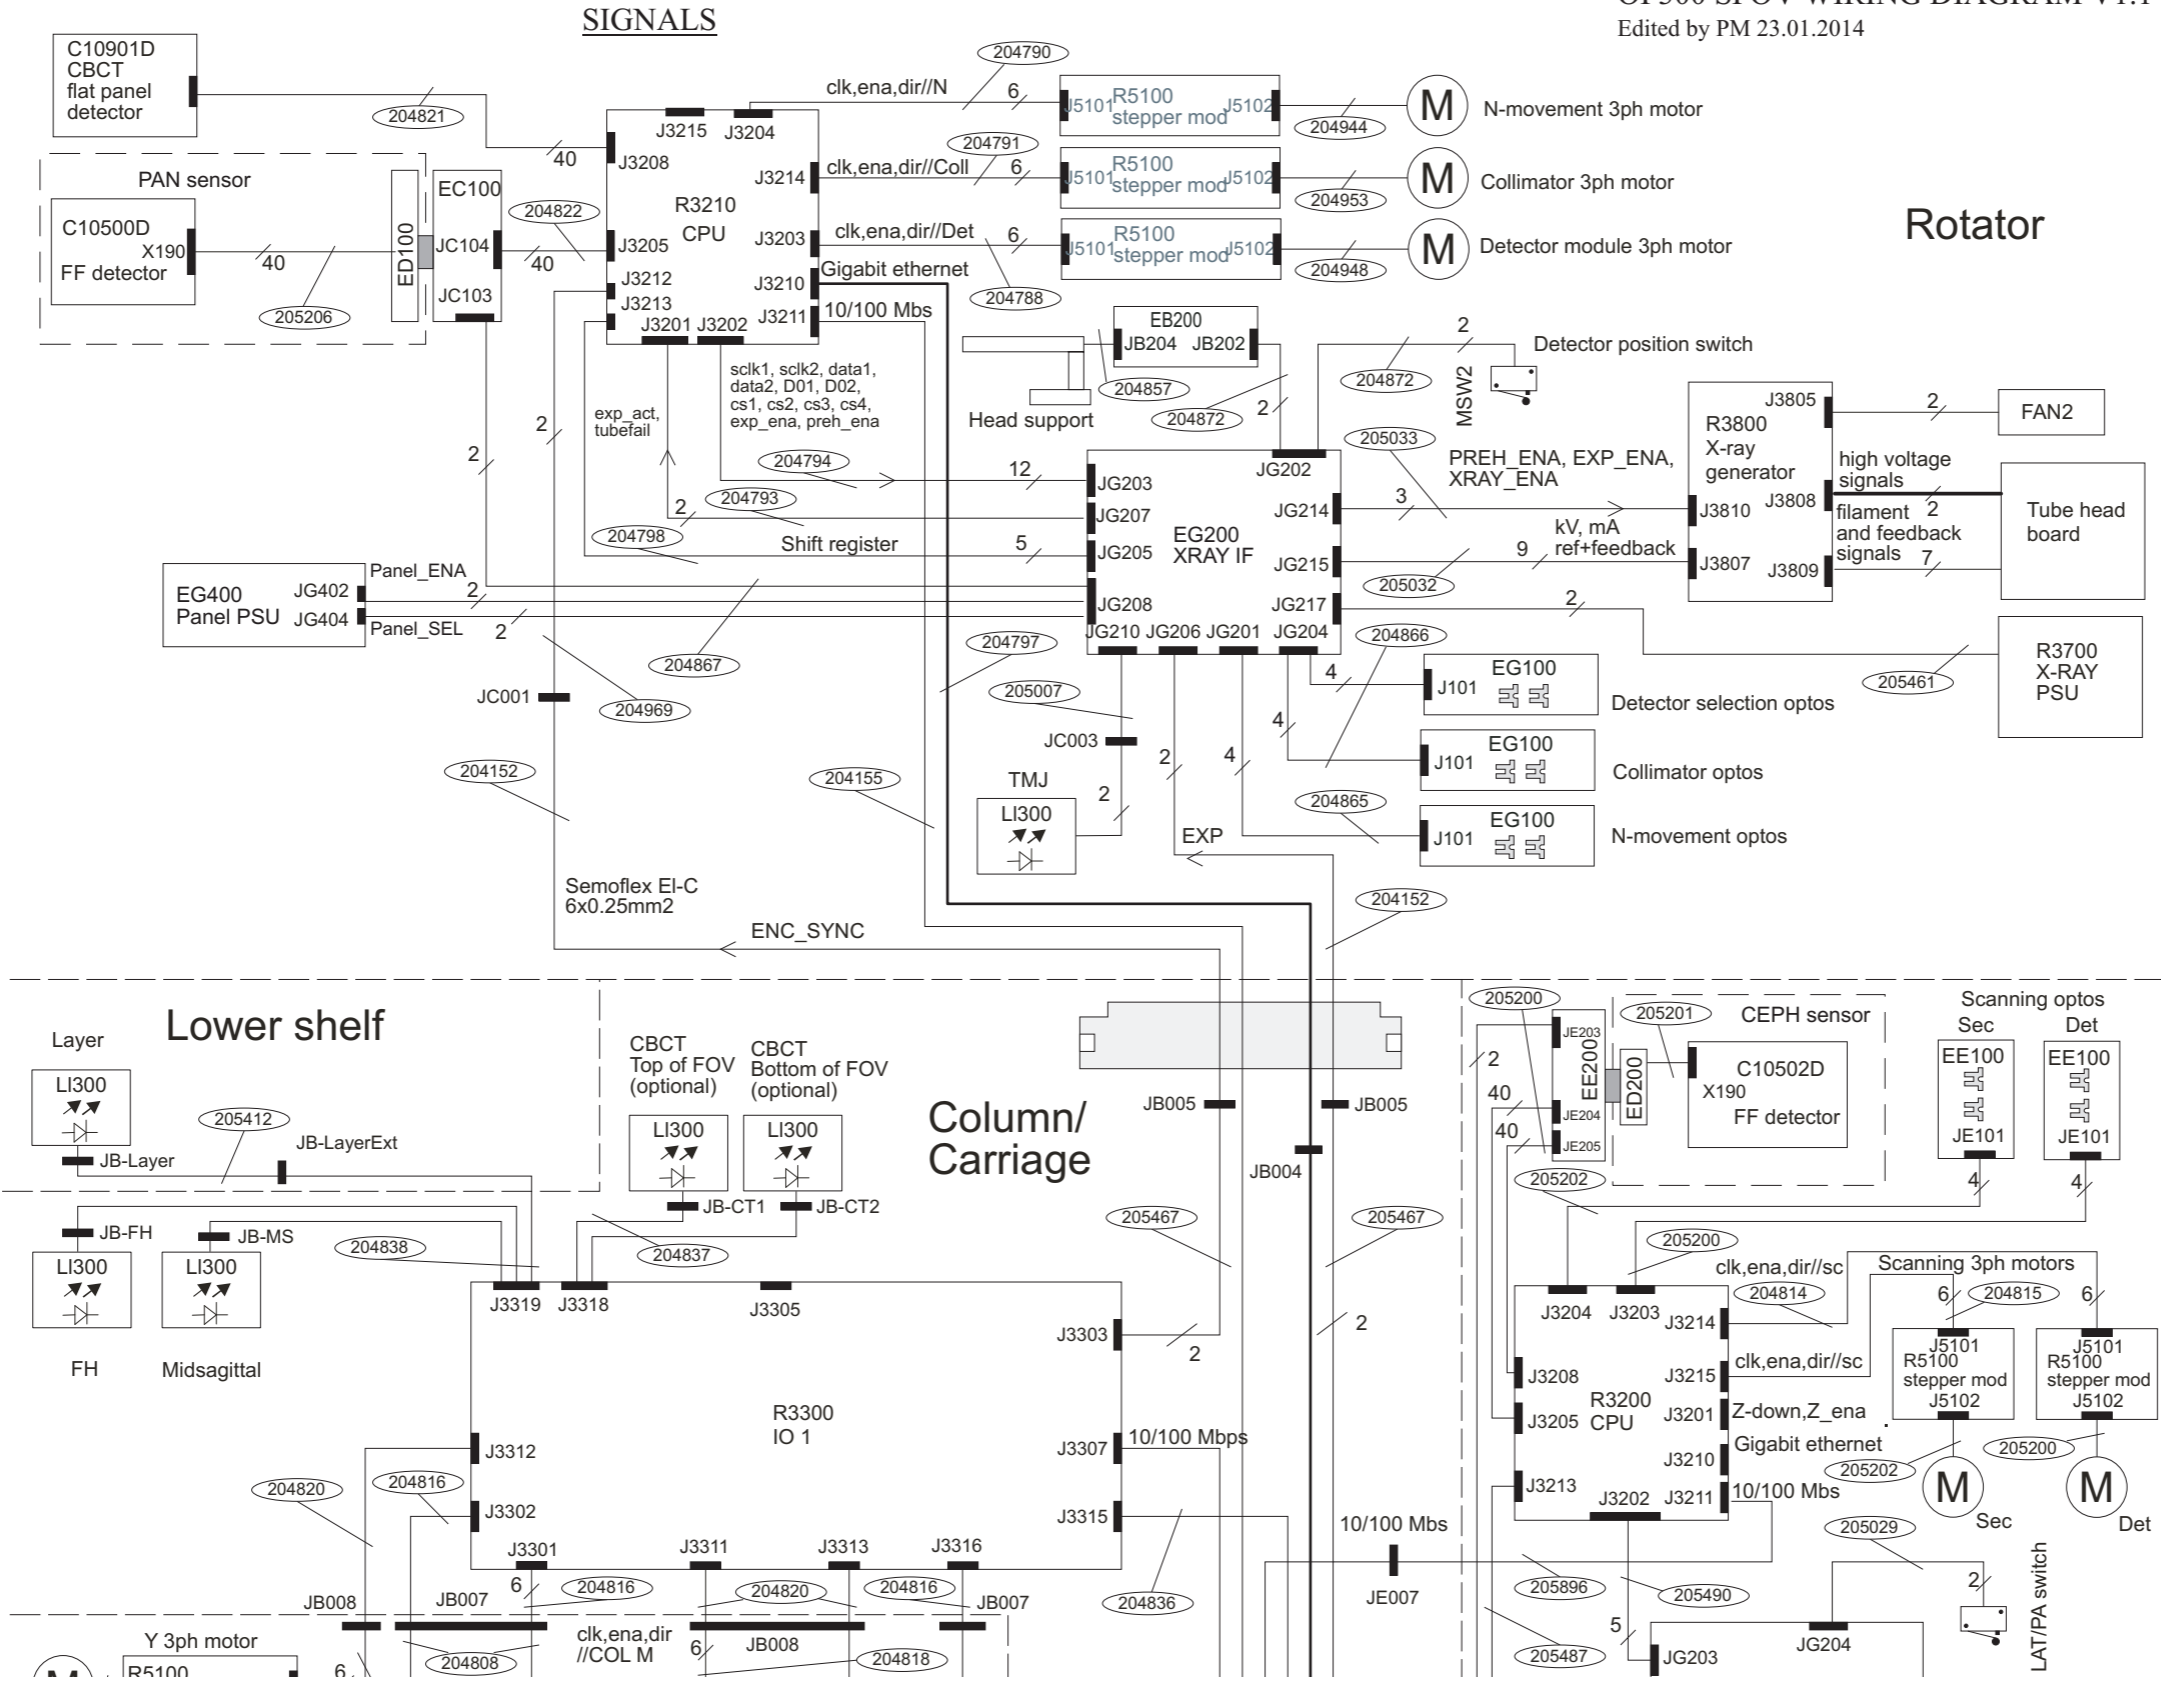 SIGNALS
Edited by PM 23.01.2014
C10901D
CBCT
flat panel
detector
204821
40
J3208
J3215
J3204
clk,ena,dir//N
204790
6
J5101
R5100
stepper mod
J5102
204944
M
N-movement 3ph motor
J3214
clk,ena,dir//Coll
204791
6
J5101
R5100
stepper mod
J5102
204953
M
Collimator 3ph motor
R3210
CPU
J3203
clk,ena,dir//Det
6
204788
J5101
R5100
stepper mod
J5102
204948
M
Detector module 3ph motor
Rotator
PAN sensor
C10500D
X190
FF detector
40
205206
ED100
EC100
JC104
JC103
204822
40
J3205
J3212
J3213
J3201
J3202
J3210
Gigabit ethernet
J3211
10/100 Mbs
exp_act,
tubefail
sclk1, sclk2, data1,
data2, D01, D02,
cs1, cs2, cs3, cs4,
exp_ena, preh_ena
Head support
EB200
JB204
JB202
204857
204872
2
204872
2
MSW2
Detector position switch
2
2
204794
12
204793
2
204798
Shift register
5
JG203
JG207
JG205
JG208
JG202
JG214
JG215
JG217
EG200
XRAY IF
JG210
JG206
JG201
JG204
205033
3
PREH_ENA, EXP_ENA,
XRAY_ENA
205032
9
kV, mA
ref+feedback
R3800
X-ray
generator
J3805
J3808
J3810
J3807
J3809
2
FAN2
high voltage
signals
2
filament
and feedback
signals
7
Tube head
board
2
205461
R3700
X-RAY
PSU
EG400
Panel PSU
JG402
JG404
Panel_ENA
2
Panel_SEL
2
204867
204969
JC001
204797
205007
JC003
2
TMJ
LI300
2
4
4
4
204866
EG100
J101
Detector selection optos
EG100
J101
Collimator optos
204865
EG100
J101
N-movement optos
EXP
204152
204155
204152
Semoflex EI-C
6x0.25mm2
ENC_SYNC
Lower shelf
Layer
LI300
205412
JB-Layer
JB-LayerExt
CBCT
Top of FOV
(optional)
CBCT
Bottom of FOV
(optional)
LI300
LI300
JB-CT1
JB-CT2
Column/
Carriage
JB005
JB005
JB004
205467
205467
JB-FH
JB-MS
LI300
LI300
FH
Midsagittal
204838
204837
J3319
J3318
J3305
J3303
2
2
R3300
IO 1
J3312
J3302
J3307
10/100 Mbps
J3315
J3301
J3311
J3313
J3316
204820
204816
6
204816
204820
204816
204836
JB008
JB007
JB007
clk,ena,dir
//COL M
6
JB008
204808
204818
Y 3ph motor
R5100
6
10/100 Mbs
JE007
205200
2
40
40
JE203
JE204
JE205
EE200
ED200
205201
CEPH sensor
C10502D
X190
FF detector
Scanning optos
Sec
Det
EE100
JE101
EE100
JE101
4
4
205202
205200
J3204
J3203
J3214
J3215
J3201
J3210
J3211
J3208
J3205
J3213
J3202
R3200
CPU
clk,ena,dir//sc
204814
Scanning 3ph motors
6
204815
6
J5101
R5100
stepper mod
J5102
J5101
R5100
stepper mod
J5102
clk,ena,dir//sc
Z-down,Z_ena
Gigabit ethernet
10/100 Mbs
205202
205200
M
M
Sec
Det
205896
205490
205029
2
LAT/PA switch
205487
5
JG203
JG204